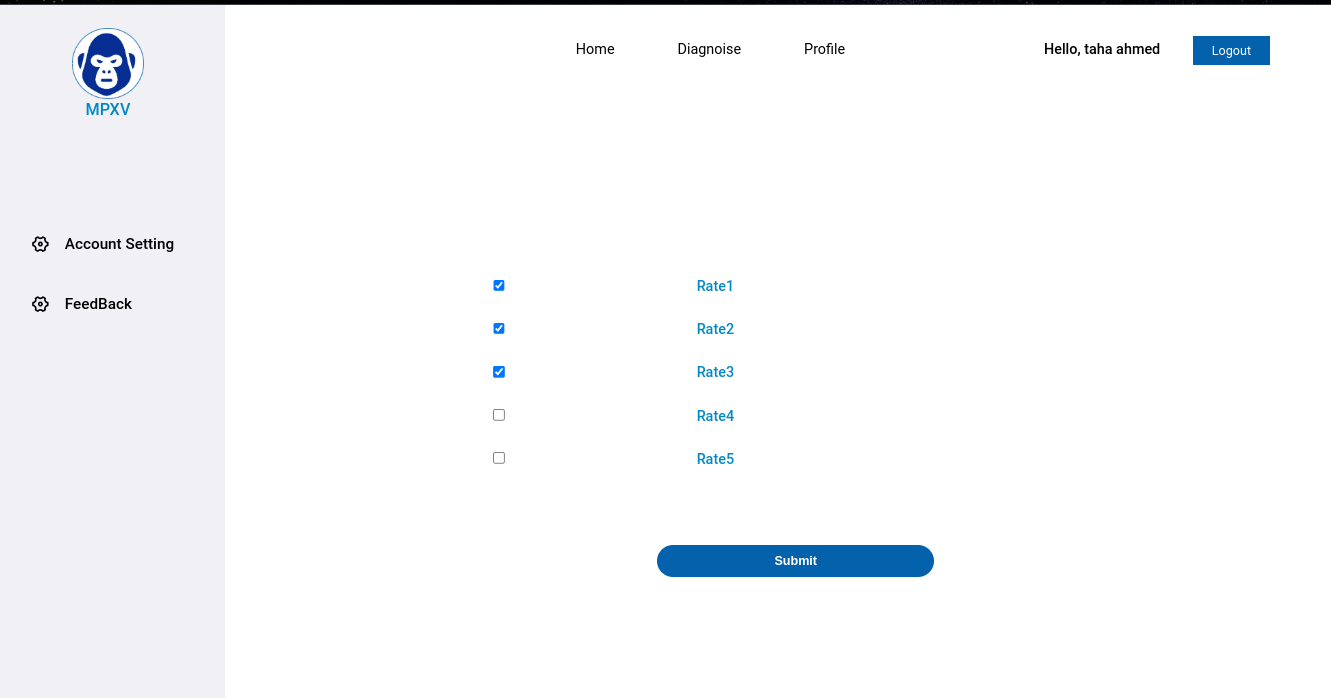 MPXV
Home
Diagnoise
Profile
Hello, taha ahmed
Logout
Account Setting
FeedBack
Rate1
Rate2
Rate3
Rate4
Rate5
Submit